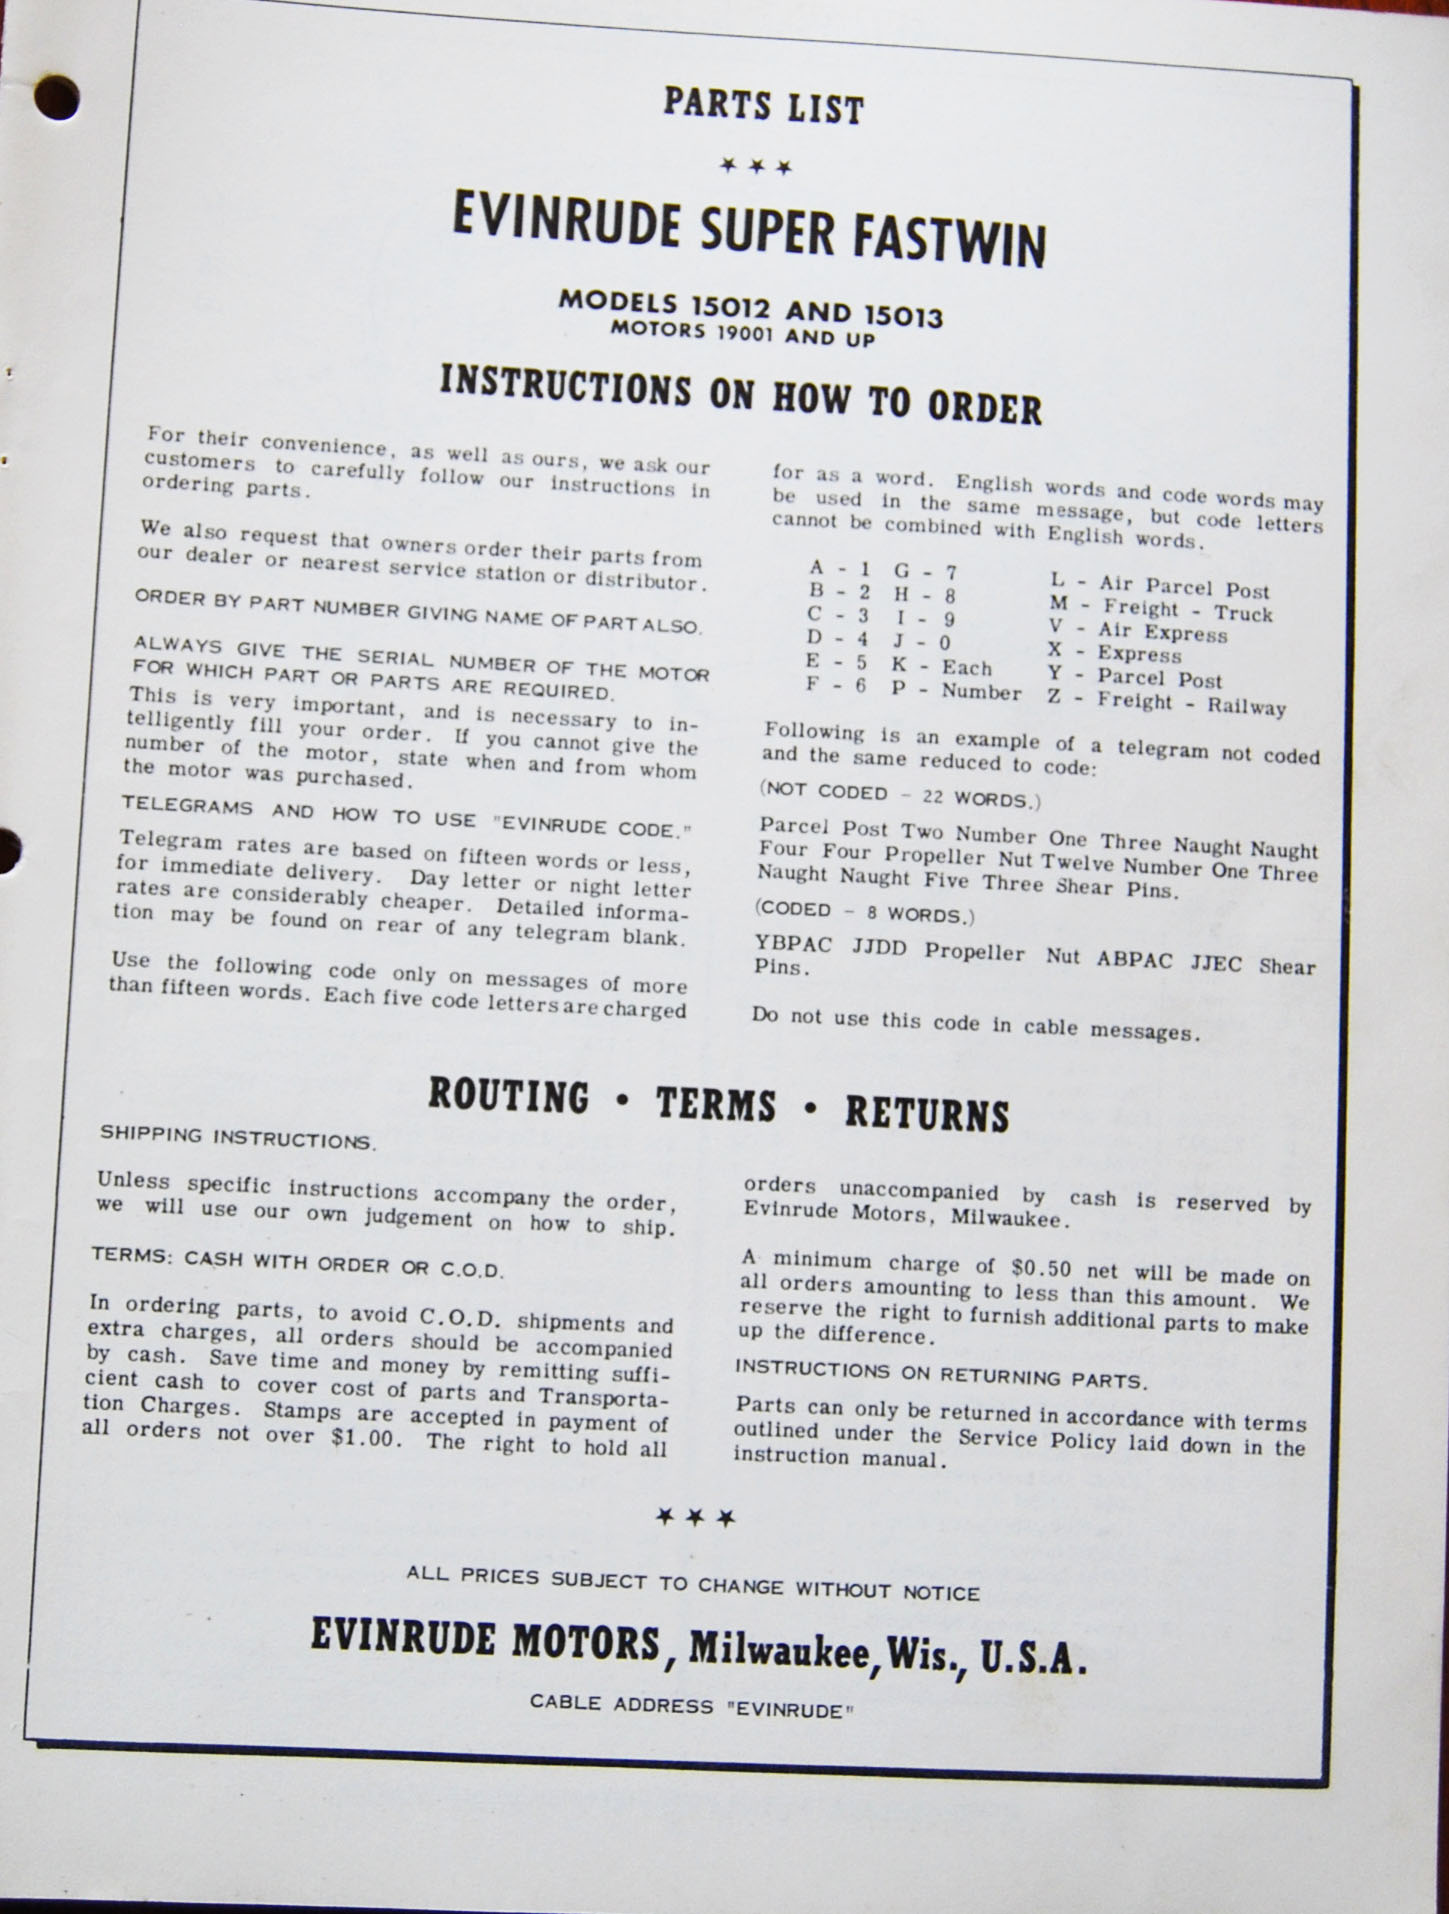 PARTS LIST
★ ★ ★
EVINRUDE SUPER FASTWIN
MODELS 15012 AND 15013
MOTORS 19001 AND UP
INSTRUCTIONS ON HOW TO ORDER
For their convenience, as well as ours, we ask our
customers to carefully follow our instructions in
ordering parts.
We also request that owners order their parts from
our dealer or nearest service station or distributor.
ORDER BY PART NUMBER GIVING NAME OF PART ALSO.
ALWAYS GIVE THE SERIAL NUMBER OF THE MOTOR
FOR WHICH PART OR PARTS ARE REQUIRED.
This is very important, and is necessary to in-
telligently fill your order. If you cannot give the
number of the motor, state when and from whom
the motor was purchased.
TELEGRAMS AND HOW TO USE "EVINRUDE CODE."
Telegram rates are based on fifteen words or less,
for immediate delivery. Day letter or night letter
rates are considerably cheaper. Detailed informa-
tion may be found on rear of any telegram blank.
Use the following code only on messages of more
than fifteen words. Each five code letters are charged
for as a word. English words and code words may
be used in the same message, but code letters
cannot be combined with English words.
A - 1 G - 7 L - Air Parcel Post
B - 2 H - 8 M - Freight - Truck
C - 3 I - 9 V - Air Express
D - 4 J - 0 X - Express
E - 5 K - Each Y - Parcel Post
F - 6 P - Number Z - Freight - Railway
Following is an example of a telegram not coded
and the same reduced to code:
(NOT CODED - 22 WORDS.)
Parcel Post Two Number One Three Naught Naught
Four Four Propeller Nut Twelve Number One Three
Naught Naught Five Three Shear Pins.
(CODED - 8 WORDS.)
YBPAC JJDD Propeller Nut ABPAC JJEC Shear
Pins.
Do not use this code in cable messages.
ROUTING • TERMS • RETURNS
SHIPPING INSTRUCTIONS.
Unless specific instructions accompany the order,
we will use our own judgement on how to ship.
TERMS: CASH WITH ORDER OR C.O.D.
In ordering parts, to avoid C.O.D. shipments and
extra charges, all orders should be accompanied
by cash. Save time and money by remitting suffi-
cient cash to cover cost of parts and Transporta-
tion Charges. Stamps are accepted in payment of
all orders not over $1.00. The right to hold all
orders unaccompanied by cash is reserved by
Evinrude Motors, Milwaukee.
A minimum charge of $0.50 net will be made on
all orders amounting to less than this amount. We
reserve the right to furnish additional parts to make
up the difference.
INSTRUCTIONS ON RETURNING PARTS.
Parts can only be returned in accordance with terms
outlined under the Service Policy laid down in the
instruction manual.
★ ★ ★
ALL PRICES SUBJECT TO CHANGE WITHOUT NOTICE
EVINRUDE MOTORS, Milwaukee, Wis., U.S.A.
CABLE ADDRESS "EVINRUDE"